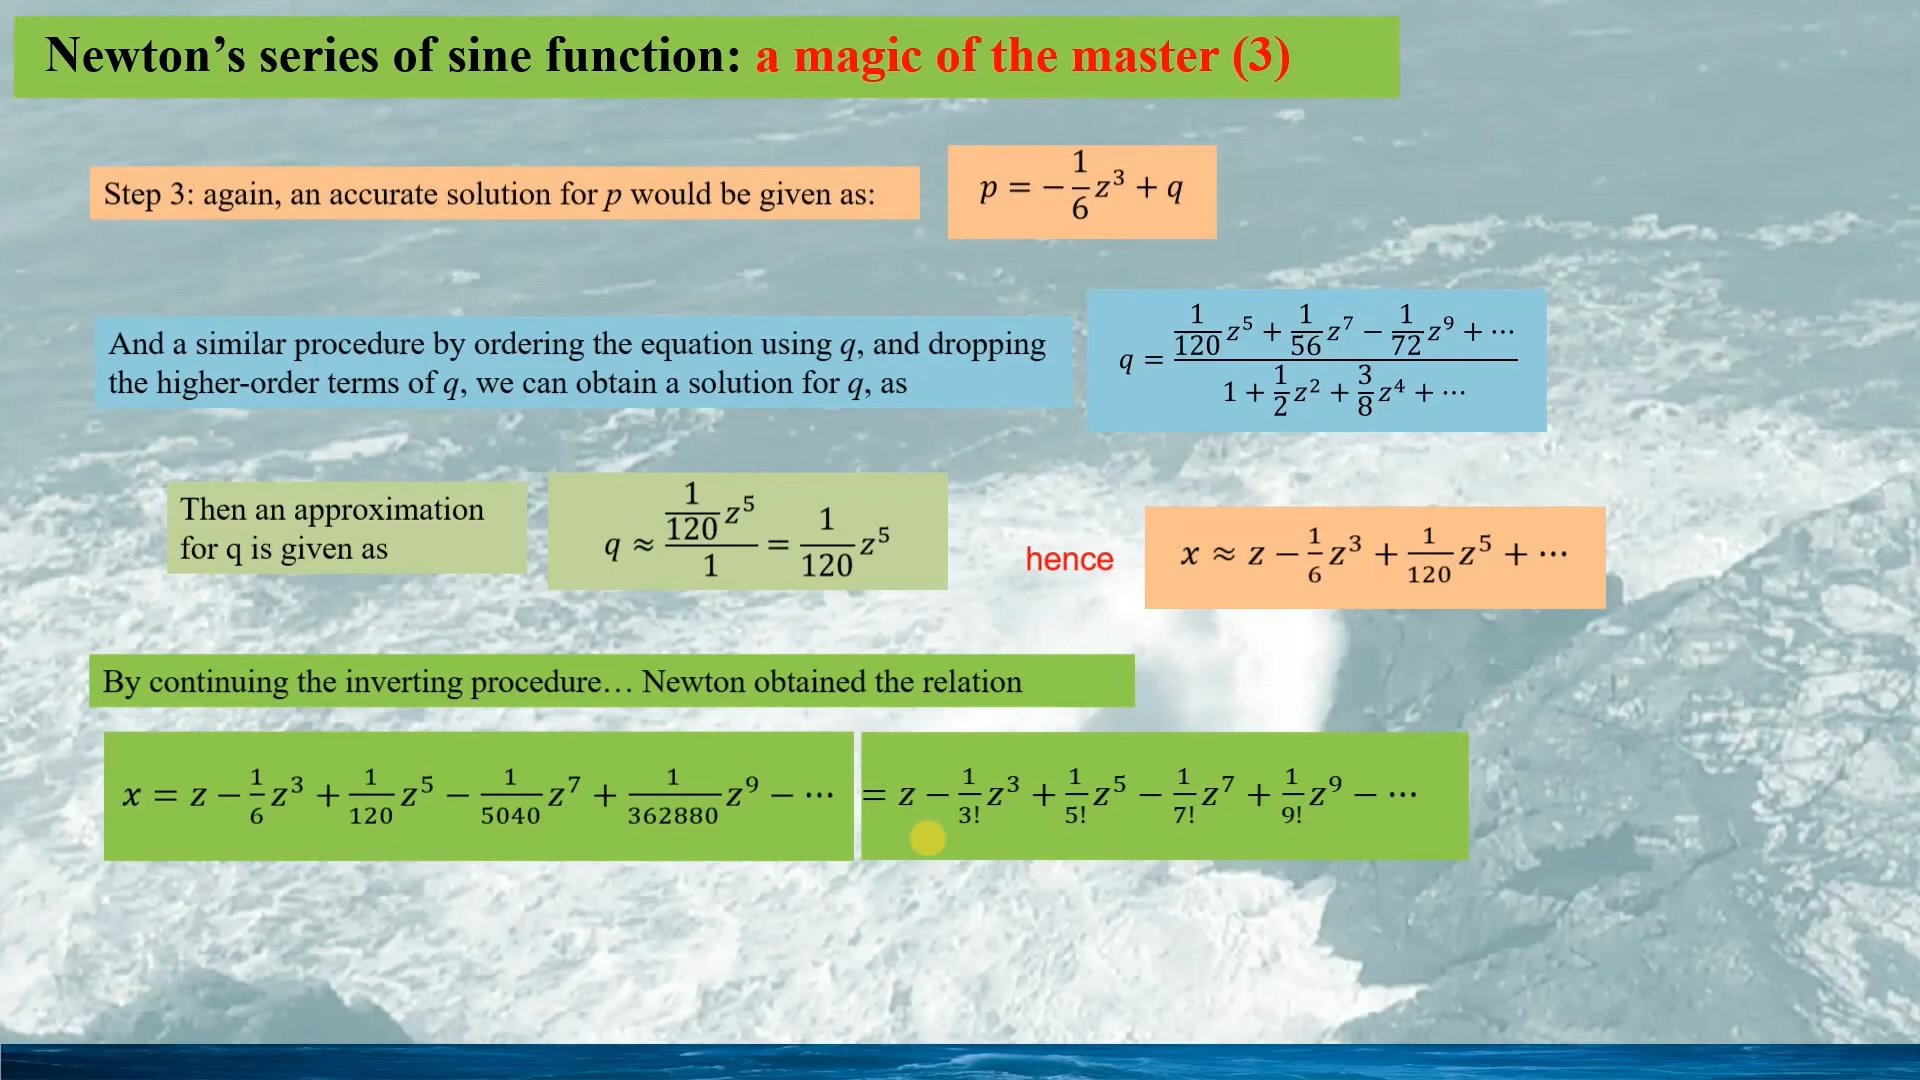 Newton’s series of sine function: a magic of the master (3)
Step 3: again, an accurate solution for p would be given as:
p = −1/6 z³ + q
And a similar procedure by ordering the equation using q, and dropping
the higher-order terms of q, we can obtain a solution for q, as
q = (1/120 z⁵ + 1/56 z⁷ − 1/72 z⁹ + ⋯)/(1 + 1/2 z² + 3/8 z⁴ + ⋯)
Then an approximation
for q is given as
q ≈ (1/120 z⁵)/1 = 1/120 z⁵
hence
x ≈ z − 1/6 z³ + 1/120 z⁵ + ⋯
By continuing the inverting procedure… Newton obtained the relation
x = z − 1/6 z³ + 1/120 z⁵ − 1/5040 z⁷ + 1/362880 z⁹ − ⋯ = z − 1/3! z³ + 1/5! z⁵ − 1/7! z⁷ + 1/9! z⁹ − ⋯